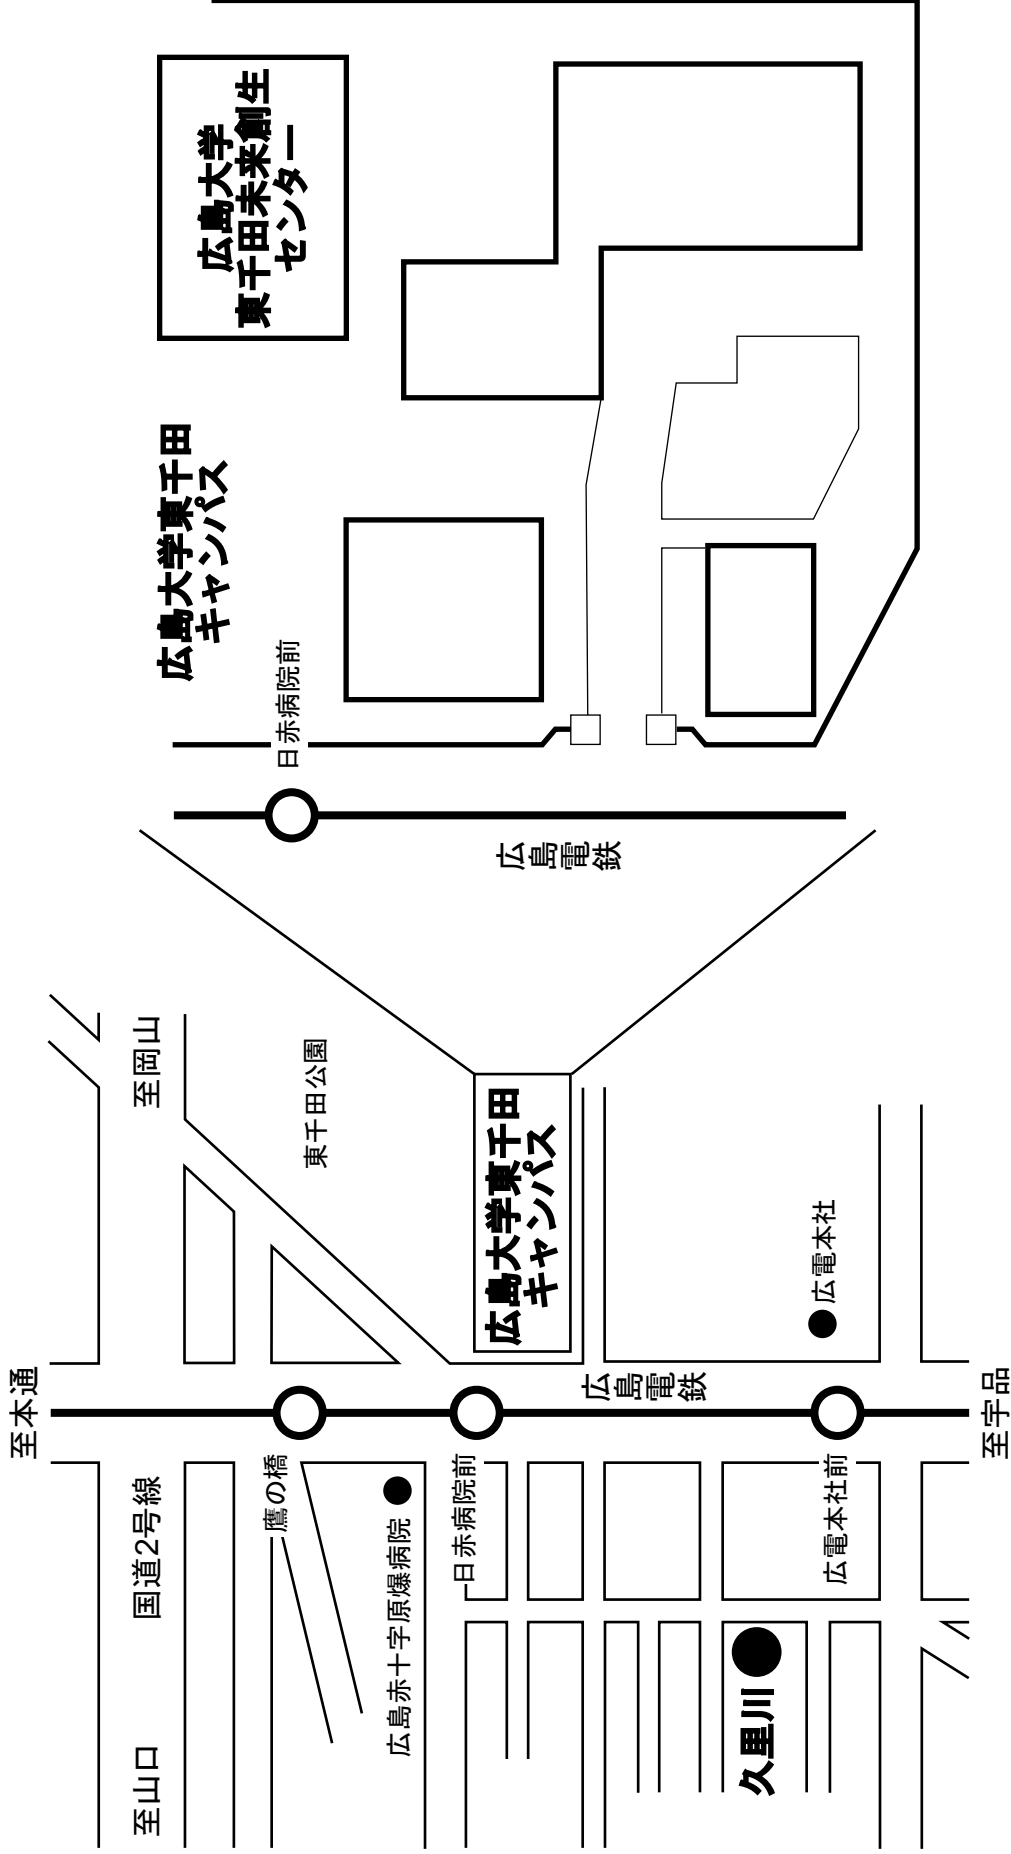 広島大学
東千田未来創生
センター
広島大学東千田
キャンパス
日赤病院前
広島電鉄
至岡山
東千田公園
広島大学東千田
キャンパス
広電本社
至本通
広島電鉄
至宇品
国道2号線
鷹の橋
日赤病院前
広電本社前
広島赤十字原爆病院
久里川
至山口